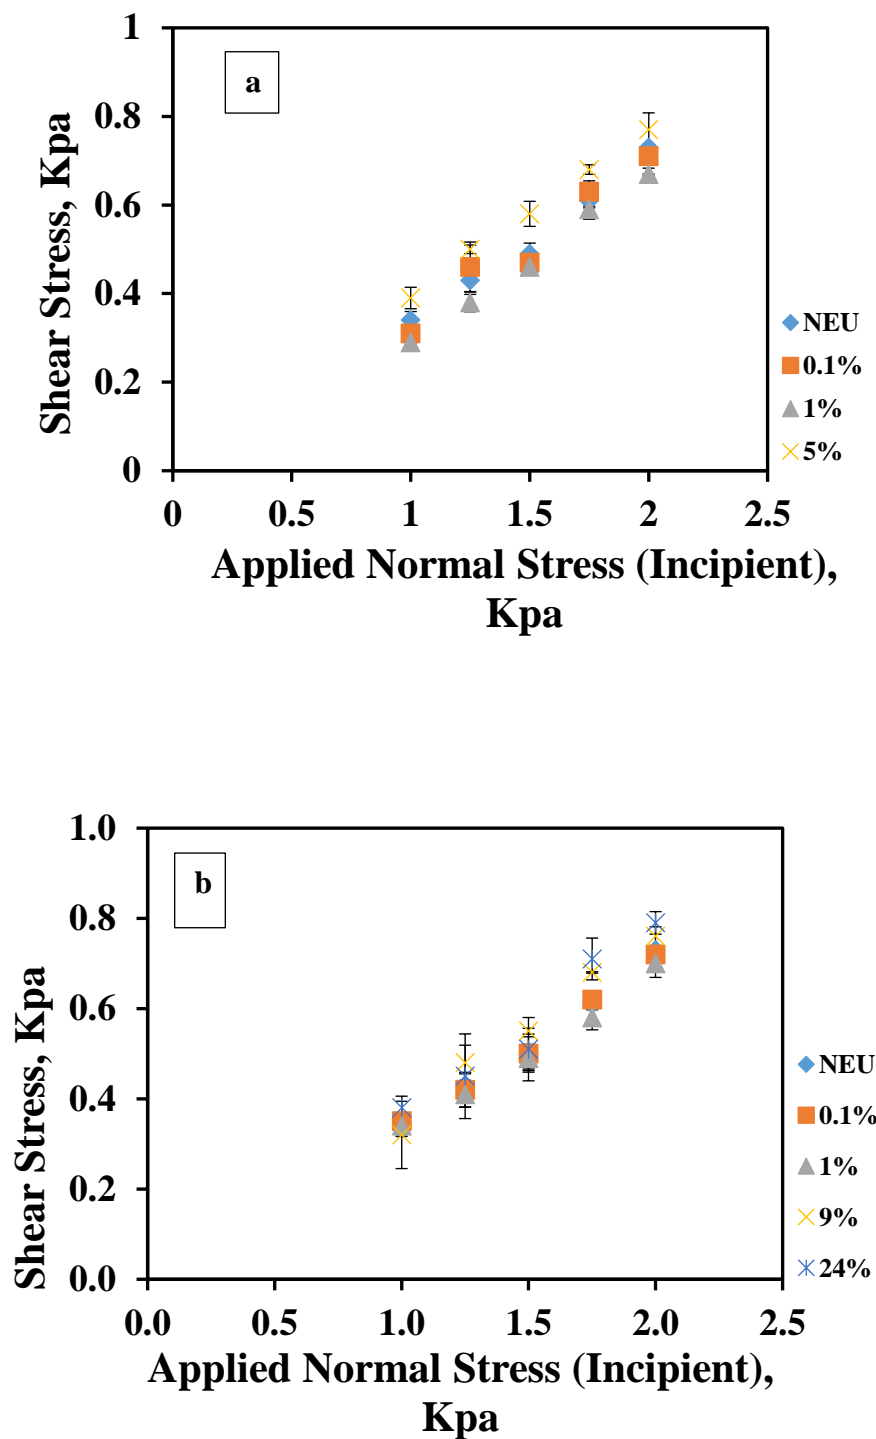 a
1
0.8
0.6
0.4
0.2
0
Shear Stress, Kpa
0 0.5 1 1.5 2 2.5
Applied Normal Stress (Incipient),
Kpa
NEU
0.1%
1%
5%
b
1.0
0.8
0.6
0.4
0.2
0.0
Shear Stress, Kpa
0.0 0.5 1.0 1.5 2.0 2.5
Applied Normal Stress (Incipient),
Kpa
NEU
0.1%
1%
9%
24%